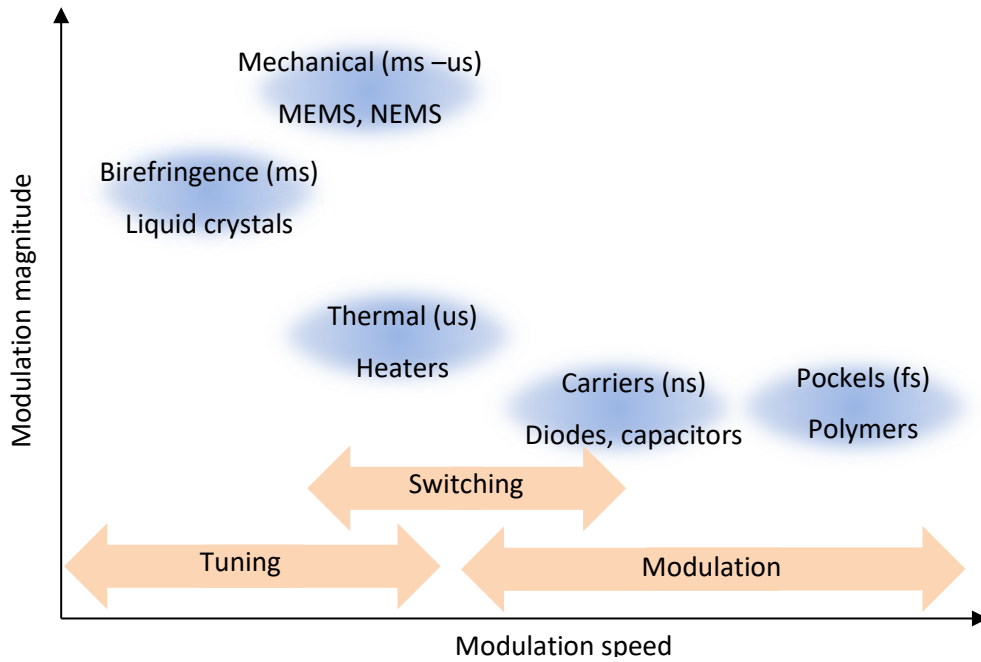 Mechanical (ms –us)
MEMS, NEMS
Birefringence (ms)
Liquid crystals
Thermal (us)
Heaters
Carriers (ns)
Diodes, capacitors
Pockels (fs)
Polymers
Switching
Tuning
Modulation
Modulation magnitude
Modulation speed